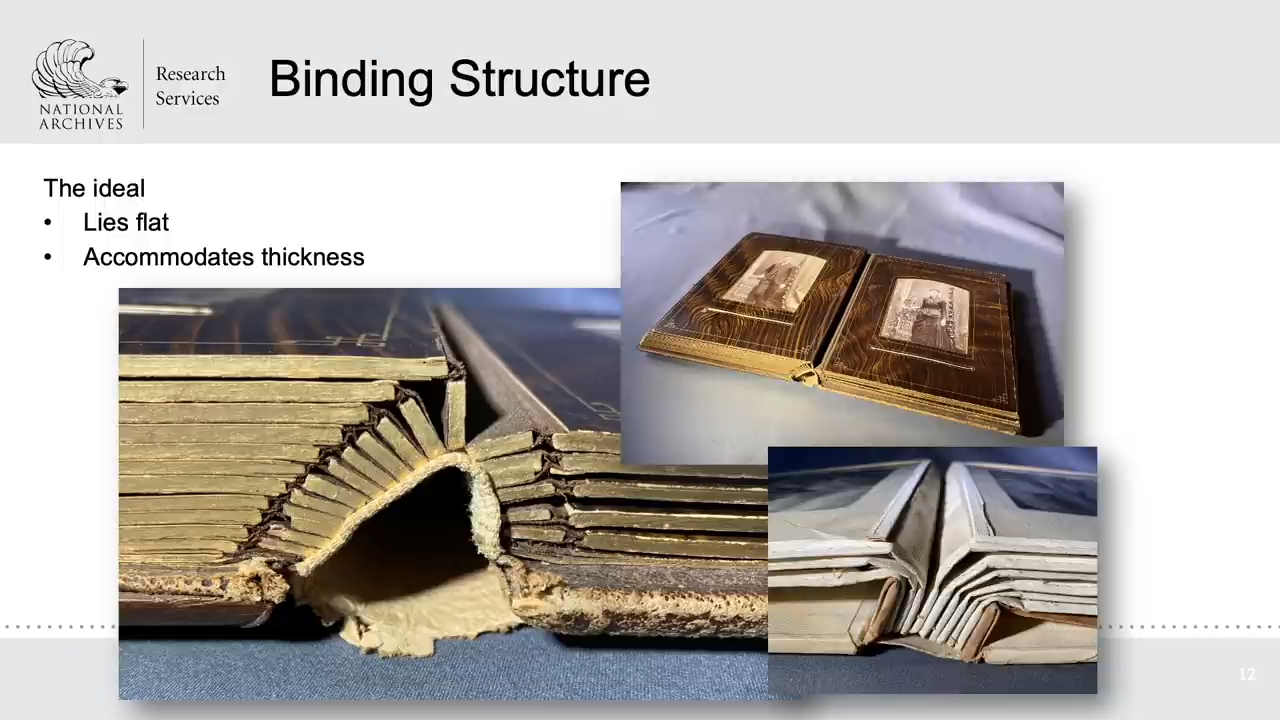 NATIONAL
ARCHIVES
Research
Services
Binding Structure
The ideal
• Lies flat
• Accommodates thickness
12